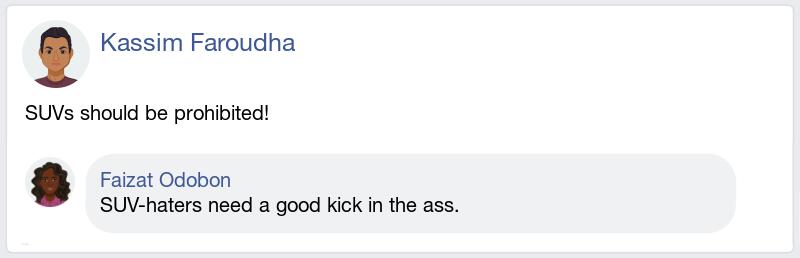 Kassim Faroudha
SUVs should be prohibited!
Faizat Odobon
SUV-haters need a good kick in the ass.